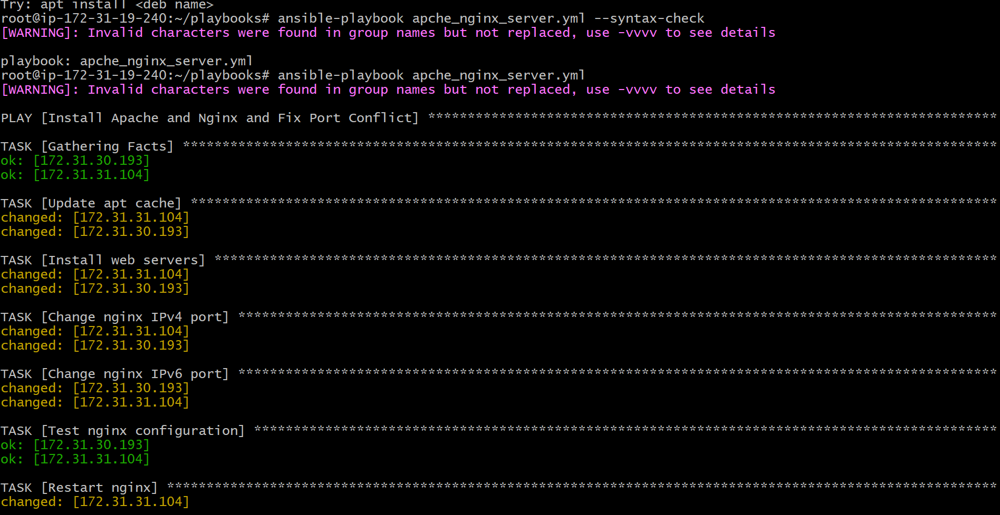 Try: apt install <deb name>
root@ip-172-31-19-240:~/playbooks# ansible-playbook apche_nginx_server.yml --syntax-check
[WARNING]: Invalid characters were found in group names but not replaced, use -vvvv to see details
playbook: apche_nginx_server.yml
root@ip-172-31-19-240:~/playbooks# ansible-playbook apche_nginx_server.yml
[WARNING]: Invalid characters were found in group names but not replaced, use -vvvv to see details
PLAY [Install Apache and Nginx and Fix Port Conflict] ************************************************************************
TASK [Gathering Facts] *******************************************************************************************************
ok: [172.31.30.193]
ok: [172.31.31.104]
TASK [Update apt cache] ******************************************************************************************************
changed: [172.31.31.104]
changed: [172.31.30.193]
TASK [Install web servers] ***************************************************************************************************
changed: [172.31.31.104]
changed: [172.31.30.193]
TASK [Change nginx IPv4 port] ************************************************************************************************
changed: [172.31.31.104]
changed: [172.31.30.193]
TASK [Change nginx IPv6 port] ************************************************************************************************
changed: [172.31.30.193]
changed: [172.31.31.104]
TASK [Test nginx configuration] **********************************************************************************************
ok: [172.31.30.193]
ok: [172.31.31.104]
TASK [Restart nginx] *********************************************************************************************************
changed: [172.31.31.104]